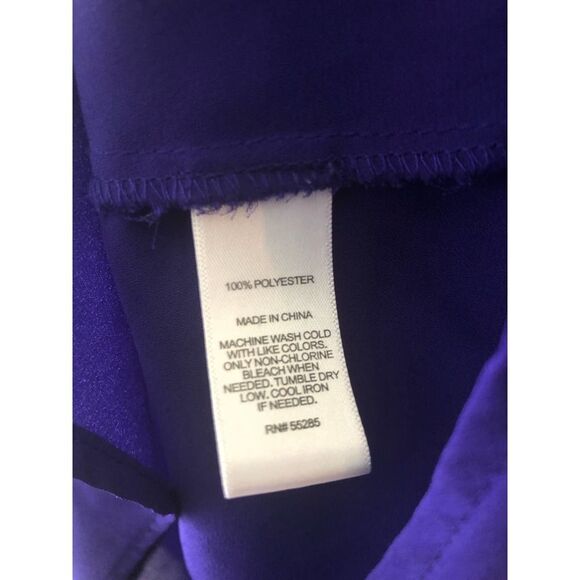 100% POLYESTER
MADE IN CHINA
MACHINE WASH COLD
WITH LIKE COLORS.
ONLY NON-CHLORINE
BLEACH WHEN
NEEDED. TUMBLE DRY
LOW. COOL IRON
IF NEEDED.
RN# 55285